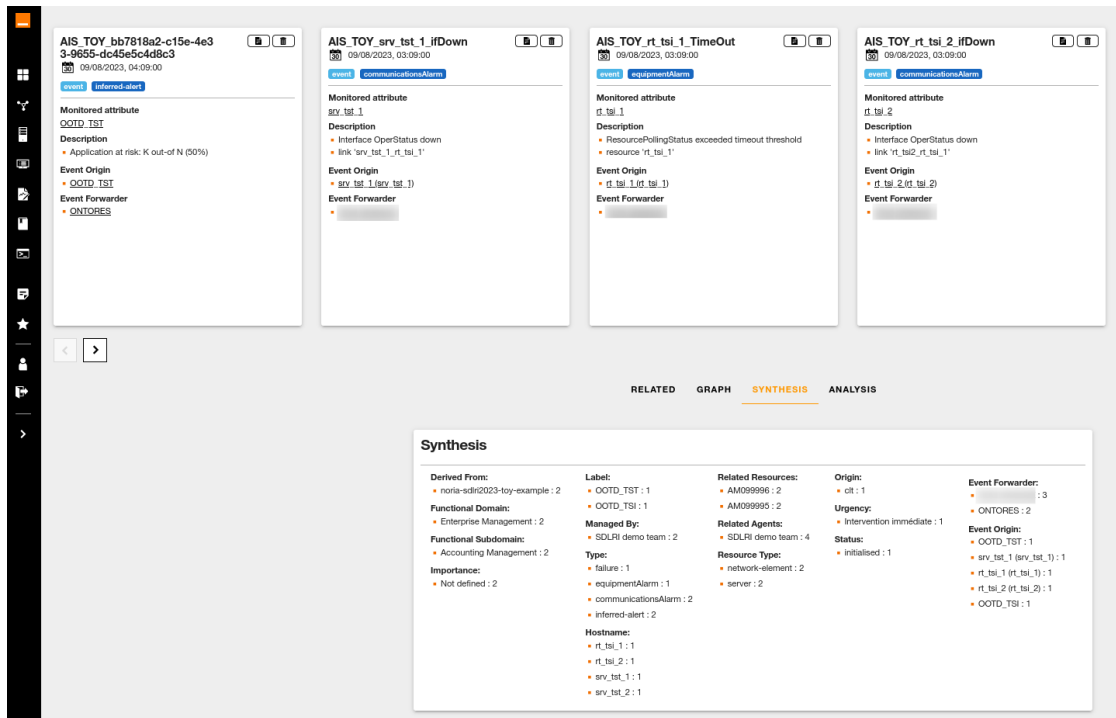 AIS_TOY_bb7818a2-c15e-4e3
3-9655-dc45e5c4d8c3
30 09/08/2023, 04:09:00
event inferred-alert
Monitored attribute
OOTD_TST
Description
Application at risk: K out-of N (50%)
Event Origin
OOTD_TST
Event Forwarder
ONTORES
AIS_TOY_srv_tst_1_ifDown
30 09/08/2023, 03:09:00
event communicationsAlarm
Monitored attribute
srv_tst_1
Description
Interface OperStatus down
link 'srv_tst_1_rt_tsi_1'
Event Origin
srv_tst_1 (srv_tst_1)
Event Forwarder
AIS_TOY_rt_tsi_1_TimeOut
30 09/08/2023, 03:09:00
event equipmentAlarm
Monitored attribute
rt_tsi_1
Description
ResourcePollingStatus exceeded timeout threshold
resource 'rt_tsi_1'
Event Origin
rt_tsi_1 (rt_tsi_1)
Event Forwarder
AIS_TOY_rt_tsi_2_ifDown
30 09/08/2023, 03:09:00
event communicationsAlarm
Monitored attribute
rt_tsi_2
Description
Interface OperStatus down
link 'rt_tsi2_rt_tsi_1'
Event Origin
rt_tsi_2 (rt_tsi_2)
Event Forwarder
RELATED GRAPH SYNTHESIS ANALYSIS
Synthesis
Derived From:
noria-sdlri2023-toy-example : 2
Functional Domain:
Enterprise Management : 2
Functional Subdomain:
Accounting Management : 2
Importance:
Not defined : 2
Label:
OOTD_TST : 1
OOTD_TSI : 1
Managed By:
SDLRI demo team : 2
Type:
failure : 1
equipmentAlarm : 1
communicationsAlarm : 2
inferred-alert : 2
Hostname:
rt_tsi_1 : 1
rt_tsi_2 : 1
srv_tst_1 : 1
srv_tst_2 : 1
Related Resources:
AM099996 : 2
AM099995 : 2
Related Agents:
SDLRI demo team : 4
Resource Type:
network-element : 2
server : 2
Origin:
clt : 1
Urgency:
Intervention immédiate : 1
Status:
initialised : 1
Event Forwarder:
: 3
ONTORES : 2
Event Origin:
OOTD_TST : 1
srv_tst_1 (srv_tst_1) : 1
rt_tsi_1 (rt_tsi_1) : 1
rt_tsi_2 (rt_tsi_2) : 1
OOTD_TSI : 1